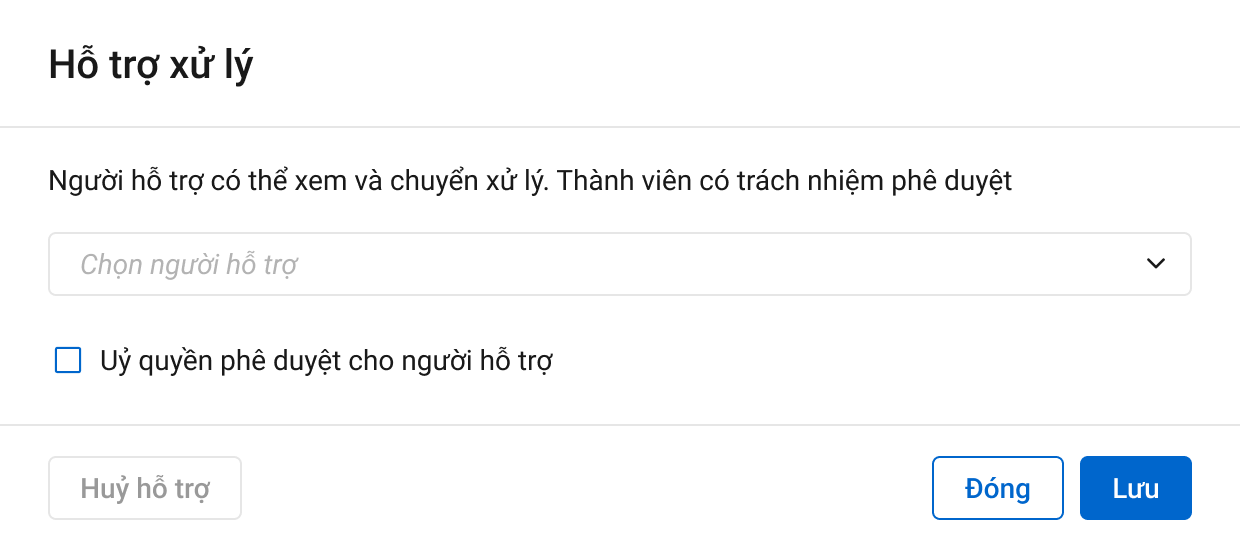 Hỗ trợ xử lý
Người hỗ trợ có thể xem và chuyển xử lý. Thành viên có trách nhiệm phê duyệt
Chọn người hỗ trợ
Uỷ quyền phê duyệt cho người hỗ trợ
Huỷ hỗ trợ
Đóng
Lưu